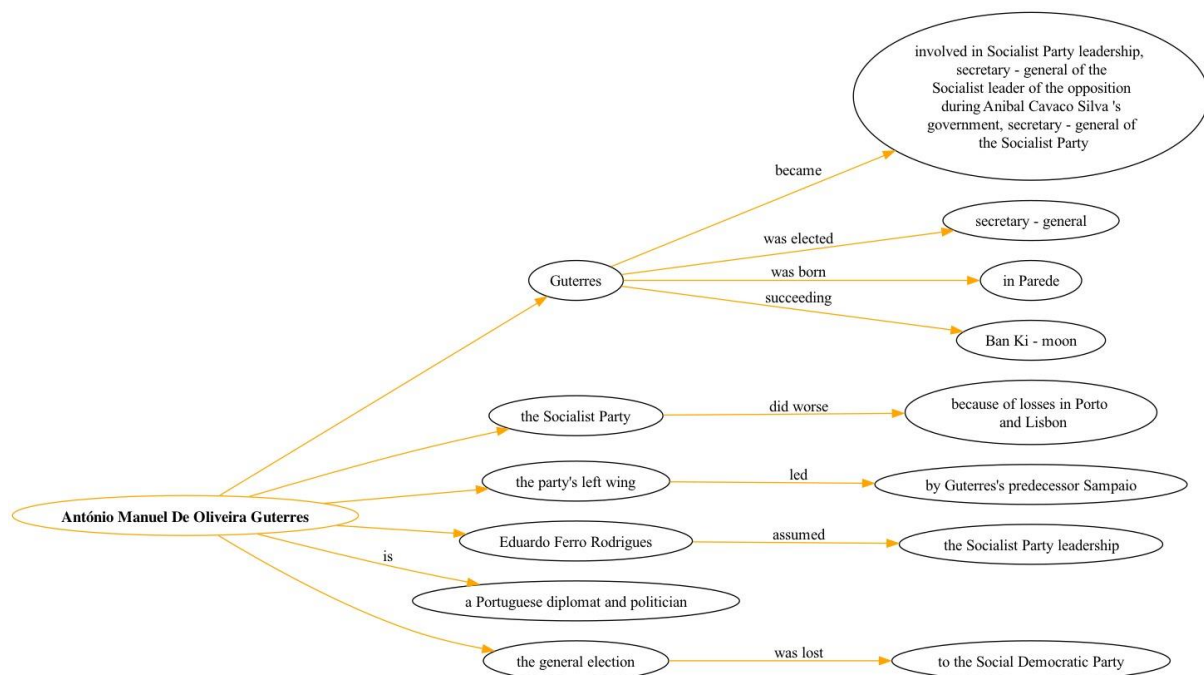 involved in Socialist Party leadership,
secretary - general of the
Socialist leader of the opposition
during Anibal Cavaco Silva 's
government, secretary - general of
the Socialist Party
became
secretary - general
was elected
Guterres
was born
in Parede
succeeding
Ban Ki - moon
the Socialist Party
did worse
because of losses in Porto
and Lisbon
the party's left wing
led
by Guterres's predecessor Sampaio
António Manuel De Oliveira Guterres
Eduardo Ferro Rodrigues
assumed
the Socialist Party leadership
is
a Portuguese diplomat and politician
the general election
was lost
to the Social Democratic Party